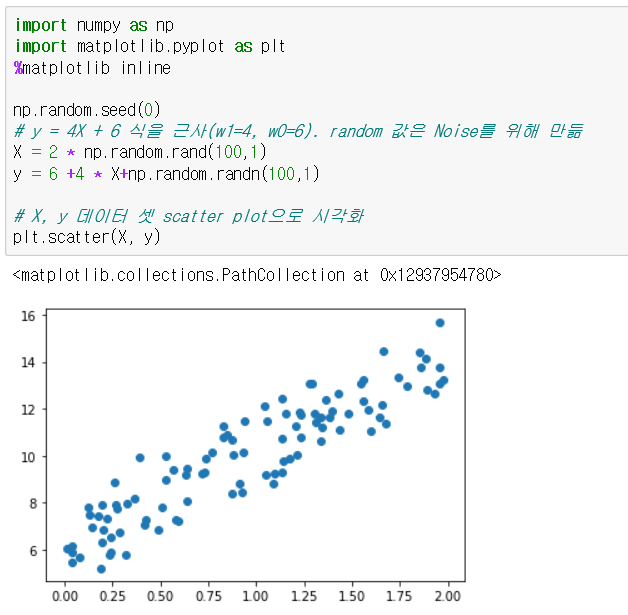 import numpy as np
import matplotlib.pyplot as plt
%matplotlib inline
np.random.seed(0)
# y = 4X + 6 식을 근사(w1=4, w0=6). random 값은 Noise를 위해 만듦
X = 2 * np.random.rand(100,1)
y = 6 +4 * X+np.random.randn(100,1)
# X, y 데이터 셋 scatter plot으로 시각화
plt.scatter(X, y)
<matplotlib.collections.PathCollection at 0x12937954780>
16
14
12
10
8
6
0.00 0.25 0.50 0.75 1.00 1.25 1.50 1.75 2.00